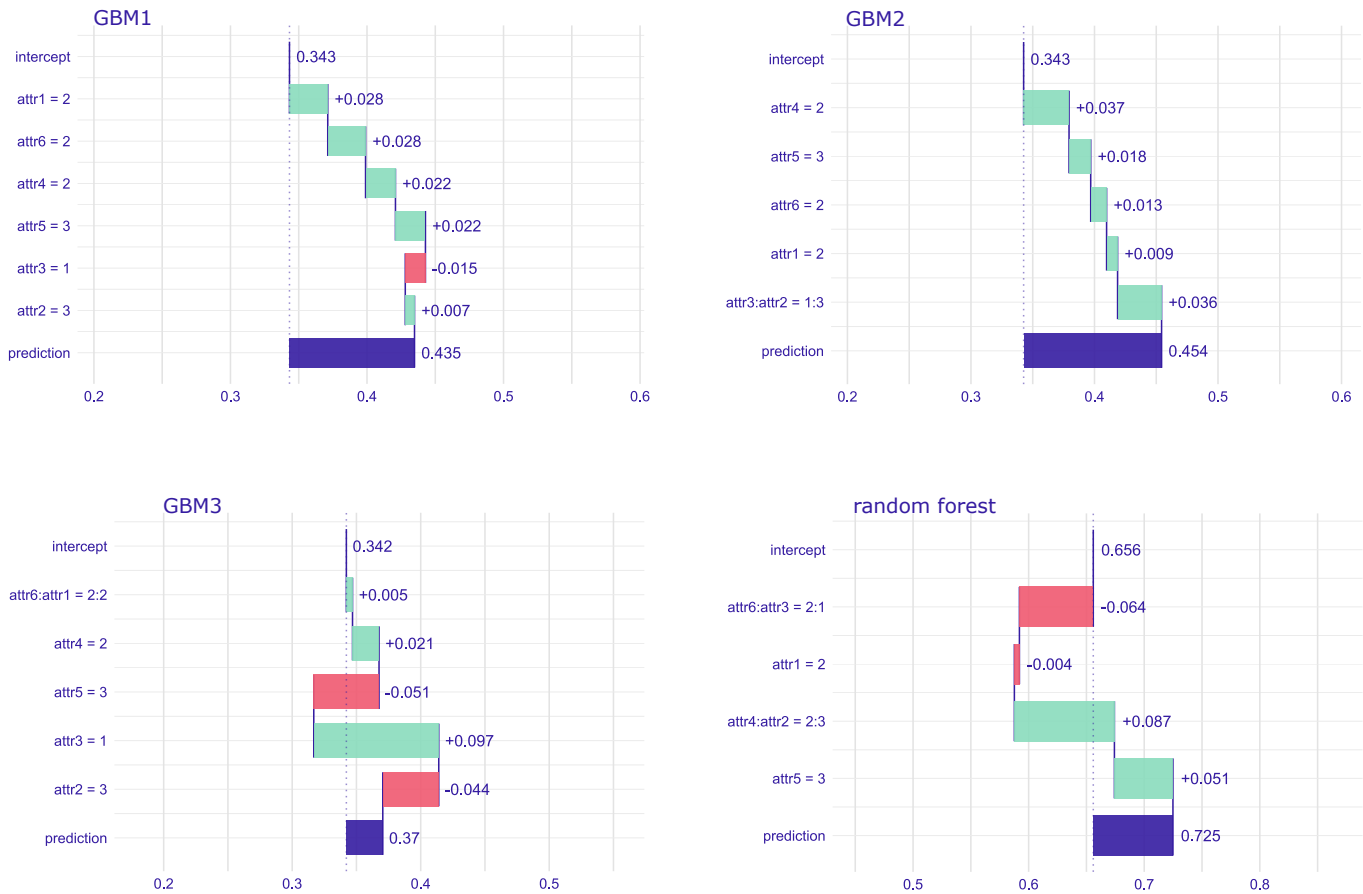 GBM1
intercept 0.343
attr1 = 2 +0.028
attr6 = 2 +0.028
attr4 = 2 +0.022
attr5 = 3 +0.022
attr3 = 1 -0.015
attr2 = 3 +0.007
prediction 0.435
0.2 0.3 0.4 0.5 0.6
GBM2
intercept 0.343
attr4 = 2 +0.037
attr5 = 3 +0.018
attr6 = 2 +0.013
attr1 = 2 +0.009
attr3:attr2 = 1:3 +0.036
prediction 0.454
0.2 0.3 0.4 0.5 0.6
GBM3
intercept 0.342
attr6:attr1 = 2:2 +0.005
attr4 = 2 +0.021
attr5 = 3 -0.051
attr3 = 1 +0.097
attr2 = 3 -0.044
prediction 0.37
0.2 0.3 0.4 0.5
random forest
intercept 0.656
attr6:attr3 = 2:1 -0.064
attr1 = 2 -0.004
attr4:attr2 = 2:3 +0.087
attr5 = 3 +0.051
prediction 0.725
0.5 0.6 0.7 0.8